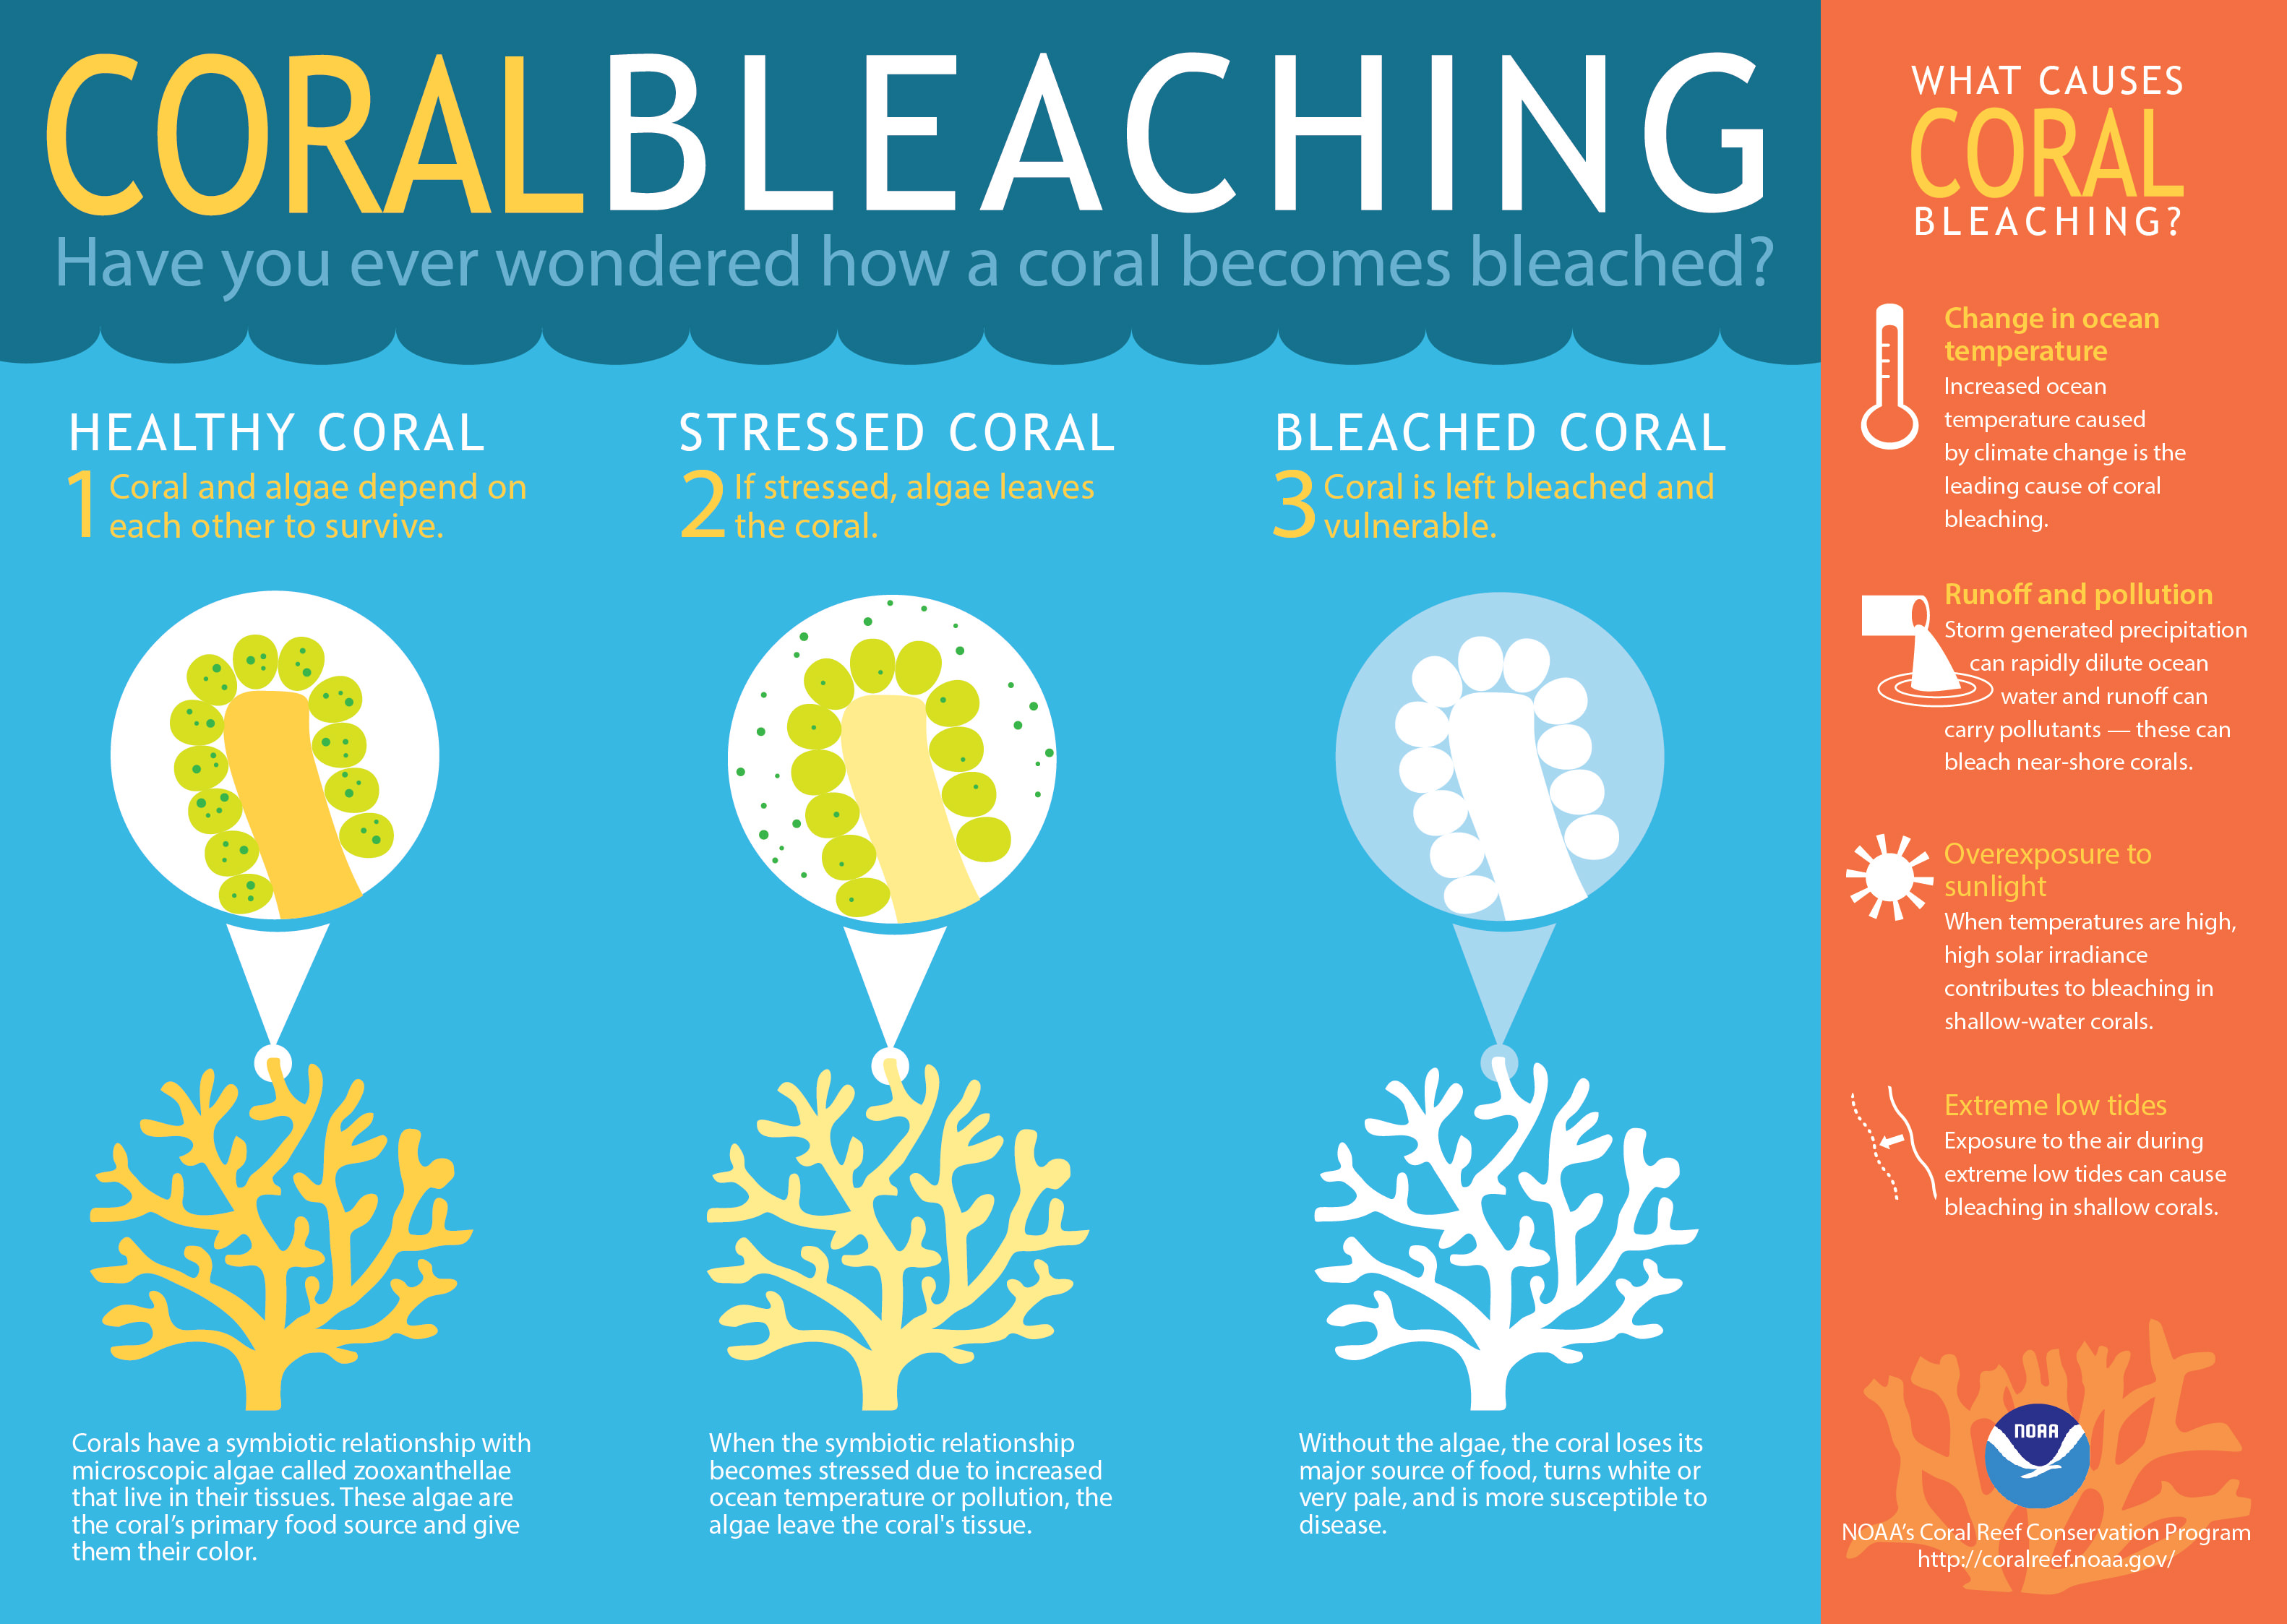 CORALBLEACHING
Have you ever wondered how a coral becomes bleached?
HEALTHY CORAL
1 Coral and algae depend on
each other to survive.
Corals have a symbiotic relationship with
microscopic algae called zooxanthellae
that live in their tissues. These algae are
the coral’s primary food source and give
them their color.
STRESSED CORAL
2 If stressed, algae leaves
the coral.
When the symbiotic relationship
becomes stressed due to increased
ocean temperature or pollution, the
algae leave the coral's tissue.
BLEACHED CORAL
3 Coral is left bleached and
vulnerable.
Without the algae, the coral loses its
major source of food, turns white or
very pale, and is more susceptible to
disease.
WHAT CAUSES
CORAL
BLEACHING?
Change in ocean
temperature
Increased ocean
temperature caused
by climate change is the
leading cause of coral
bleaching.
Runoff and pollution
Storm generated precipitation
can rapidly dilute ocean
water and runoff can
carry pollutants — these can
bleach near-shore corals.
Overexposure to
sunlight
When temperatures are high,
high solar irradiance
contributes to bleaching in
shallow-water corals.
Extreme low tides
Exposure to the air during
extreme low tides can cause
bleaching in shallow corals.
NOAA
NOAA’s Coral Reef Conservation Program
http://coralreef.noaa.gov/